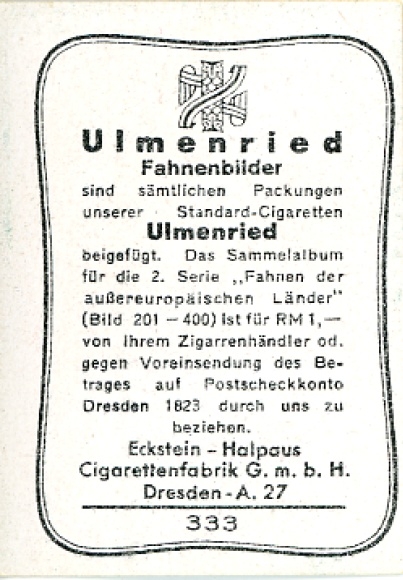 Ulmenried
Fahnenbilder
sind sämtlichen Packungen
unserer Standard-Cigaretten
Ulmenried
beigefügt. Das Sammelalbum
für die 2. Serie „Fahnen der
außereuropäischen Länder"
(Bild 201 – 400) ist für RM 1,—
von Ihrem Zigarrenhändler od.
gegen Voreinsendung des Be-
trages auf Postscheckkonto
Dresden 1823 durch uns zu
beziehen.
Eckstein - Halpaus
Cigarettenfabrik G. m. b. H.
Dresden - A. 27
333